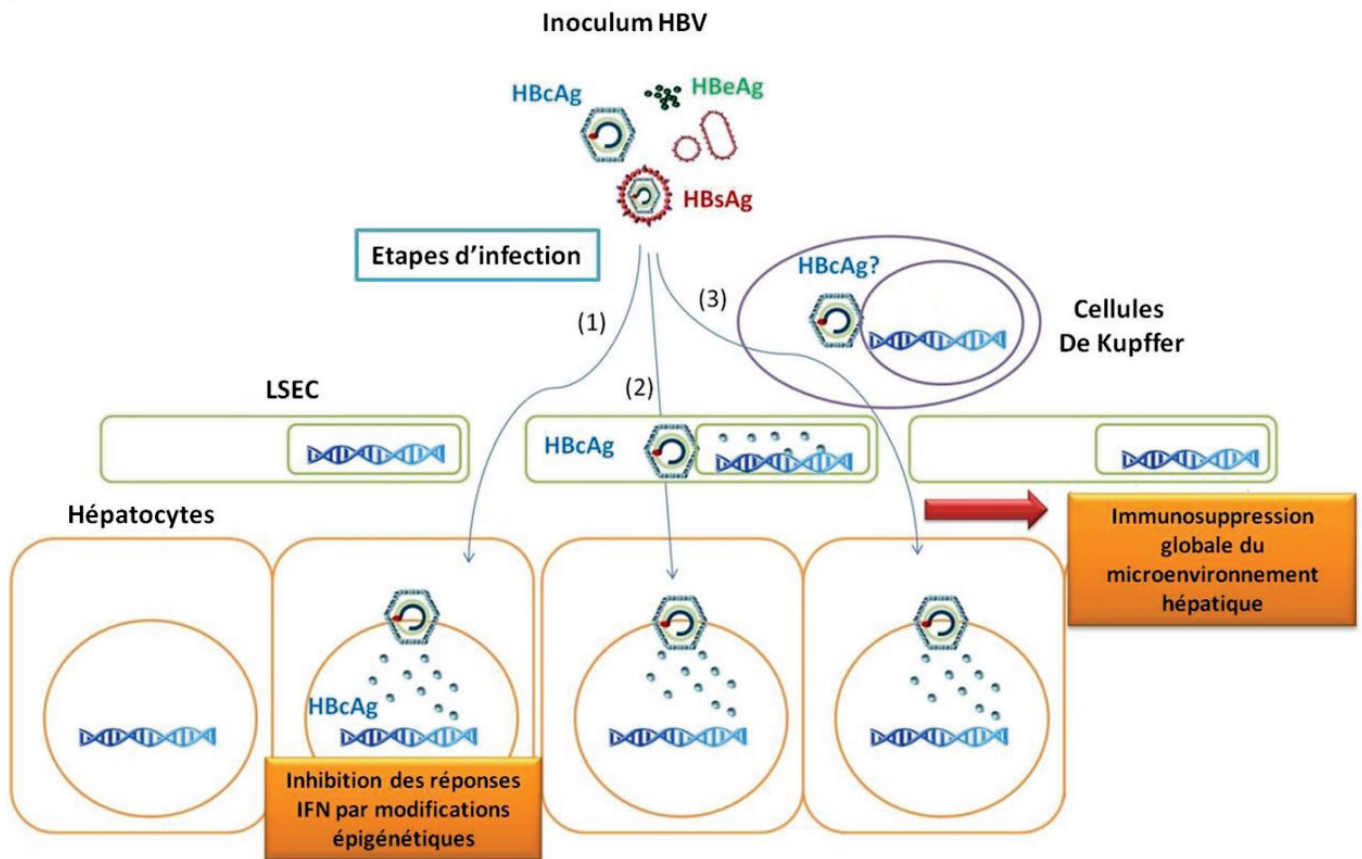 Inoculum HBV
HBcAg
HBeAg
HBsAg
Etapes d’infection
HBcAg?
(1)
(3)
Cellules
De Kupffer
LSEC
(2)
HBcAg
Hépatocytes
Immunosuppression
globale du
microenvironnement
hépatique
HBcAg
Inhibition des réponses
IFN par modifications
épigénétiques